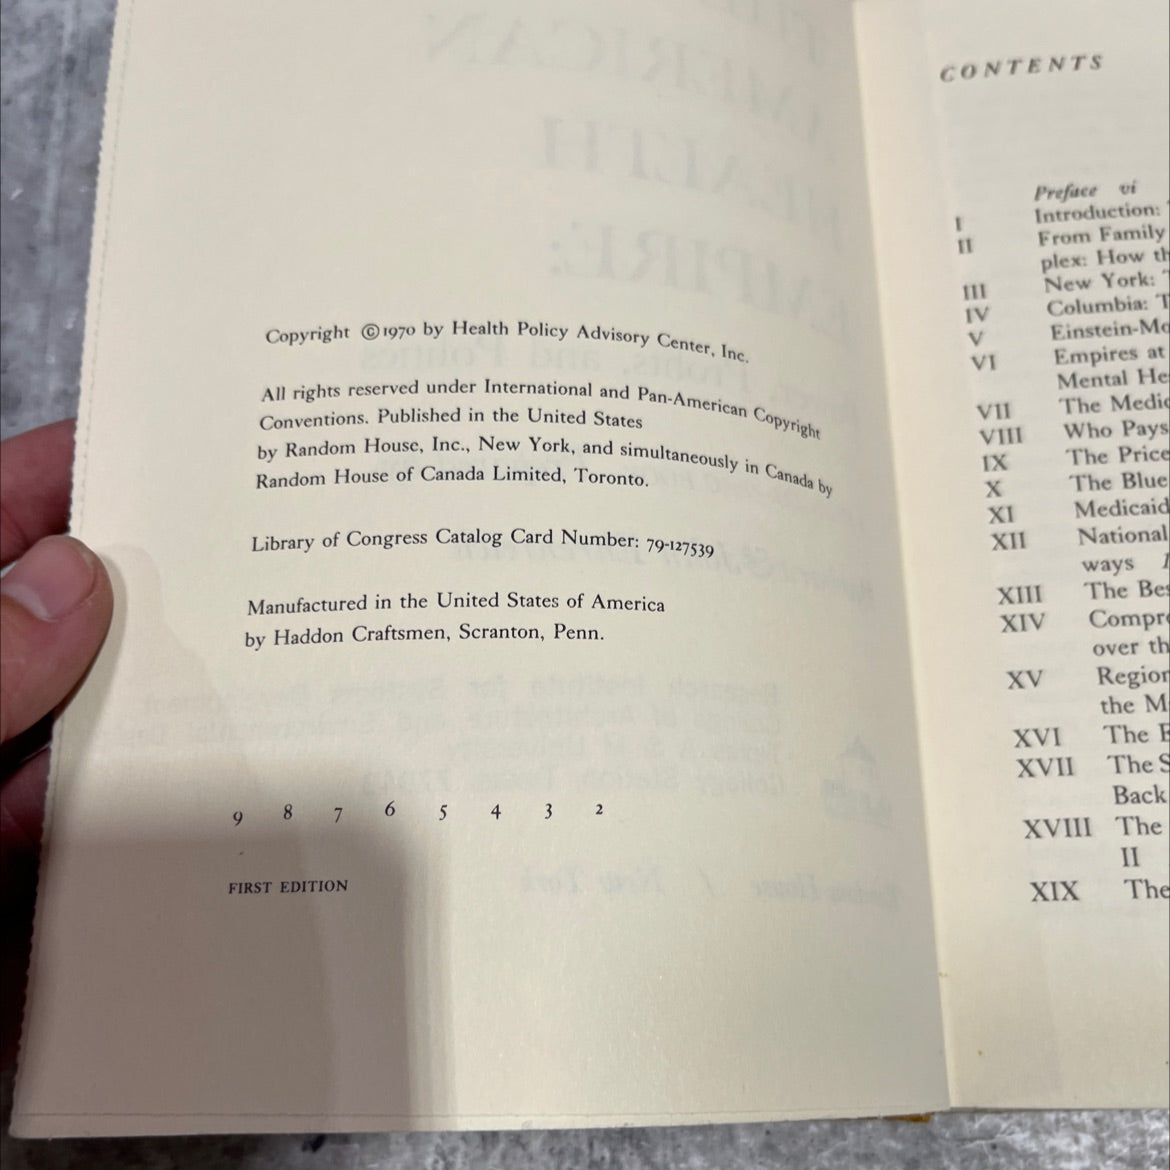 Copyright ©1970 by Health Policy Advisory Center, Inc.
All rights reserved under International and Pan-American Copyright
Conventions. Published in the United States
by Random House, Inc., New York, and simultaneously in Canada by
Random House of Canada Limited, Toronto.
Library of Congress Catalog Card Number: 79-127539
Manufactured in the United States of America
by Haddon Craftsmen, Scranton, Penn.
9 8 7 6 5 4 3 2
FIRST EDITION
CONTENTS
Preface vi
I Introduction:
II From Family
plex: How th
III New York:
IV Columbia: T
V Einstein-Mo
VI Empires at
Mental He
VII The Medic
VIII Who Pays
IX The Price
X The Blue
XI Medicaid
XII National
ways
XIII The Bes
XIV Compre
over th
XV Region
the M
XVI The E
XVII The S
Back
XVIII The
II
XIX The